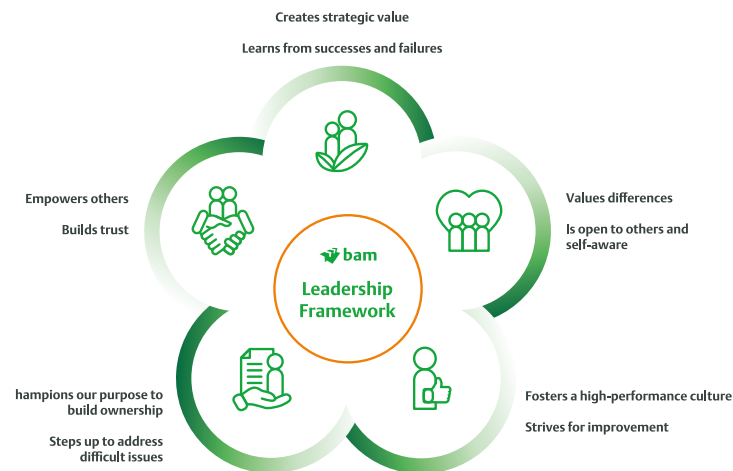 Creates strategic value
Learns from successes and failures
Empowers others
Builds trust
Values differences
Is open to others and
self-aware
bam
Leadership
Framework
hampions our purpose to
build ownership
Steps up to address
difficult issues
Fosters a high-performance culture
Strives for improvement